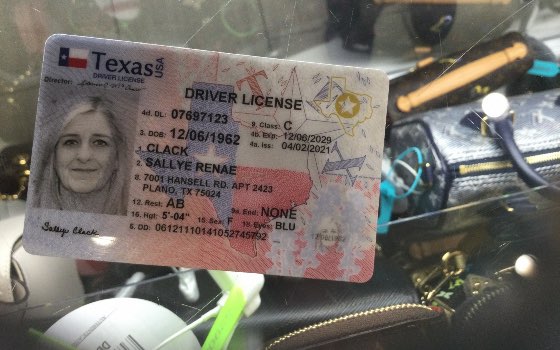 Texas USA
DRIVER LICENSE
Director:
DRIVER LICENSE
4d. DL: 07697123
9. Class: C
3. DOB: 12/06/1962
4b. Exp: 12/06/2029
4a. Iss: 04/02/2021
1. CLACK
2. SALLYE RENAE
8. 7001 HANSELL RD. APT 2423
PLANO, TX 75024
12. Rest: AB
9a. End: NONE
16. Hgt: 5'-04"
15. Sex: F
18. Eyes: BLU
5. DD: 06121110141052745792
Sallye Clack